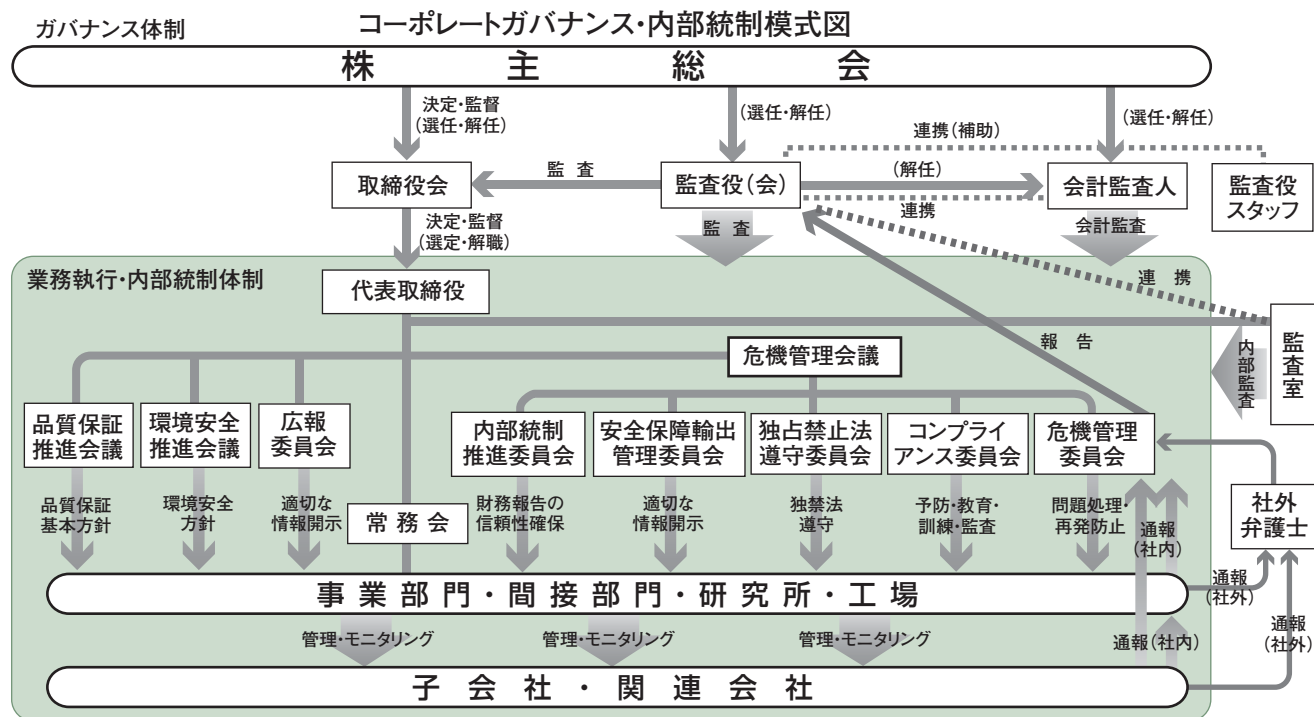 ガバナンス体制
コーポレートガバナンス・内部統制模式図
株主総会
決定・監督
(選任・解任)
(選任・解任)
(選任・解任)
連携(補助)
取締役会
監査
監査役(会)
(解任)
連携
会計監査人
監査役
スタッフ
決定・監督
(選定・解職)
監査
会計監査
業務執行・内部統制体制
代表取締役
連携
報告
監査室
内部監査
危機管理会議
品質保証
推進会議
環境安全
推進会議
広報
委員会
内部統制
推進委員会
安全保障輸出
管理委員会
独占禁止法
遵守委員会
コンプライ
アンス委員会
危機管理
委員会
品質保証
基本方針
環境安全
方針
適切な
情報開示
常務会
財務報告の
信頼性確保
適切な
情報開示
独禁法
遵守
予防・教育・
訓練・監査
問題処理・
再発防止
通報
(社内)
社外
弁護士
事業部門・間接部門・研究所・工場
通報
(社外)
管理・モニタリング
管理・モニタリング
管理・モニタリング
通報(社内)
通報
(社外)
子会社・関連会社